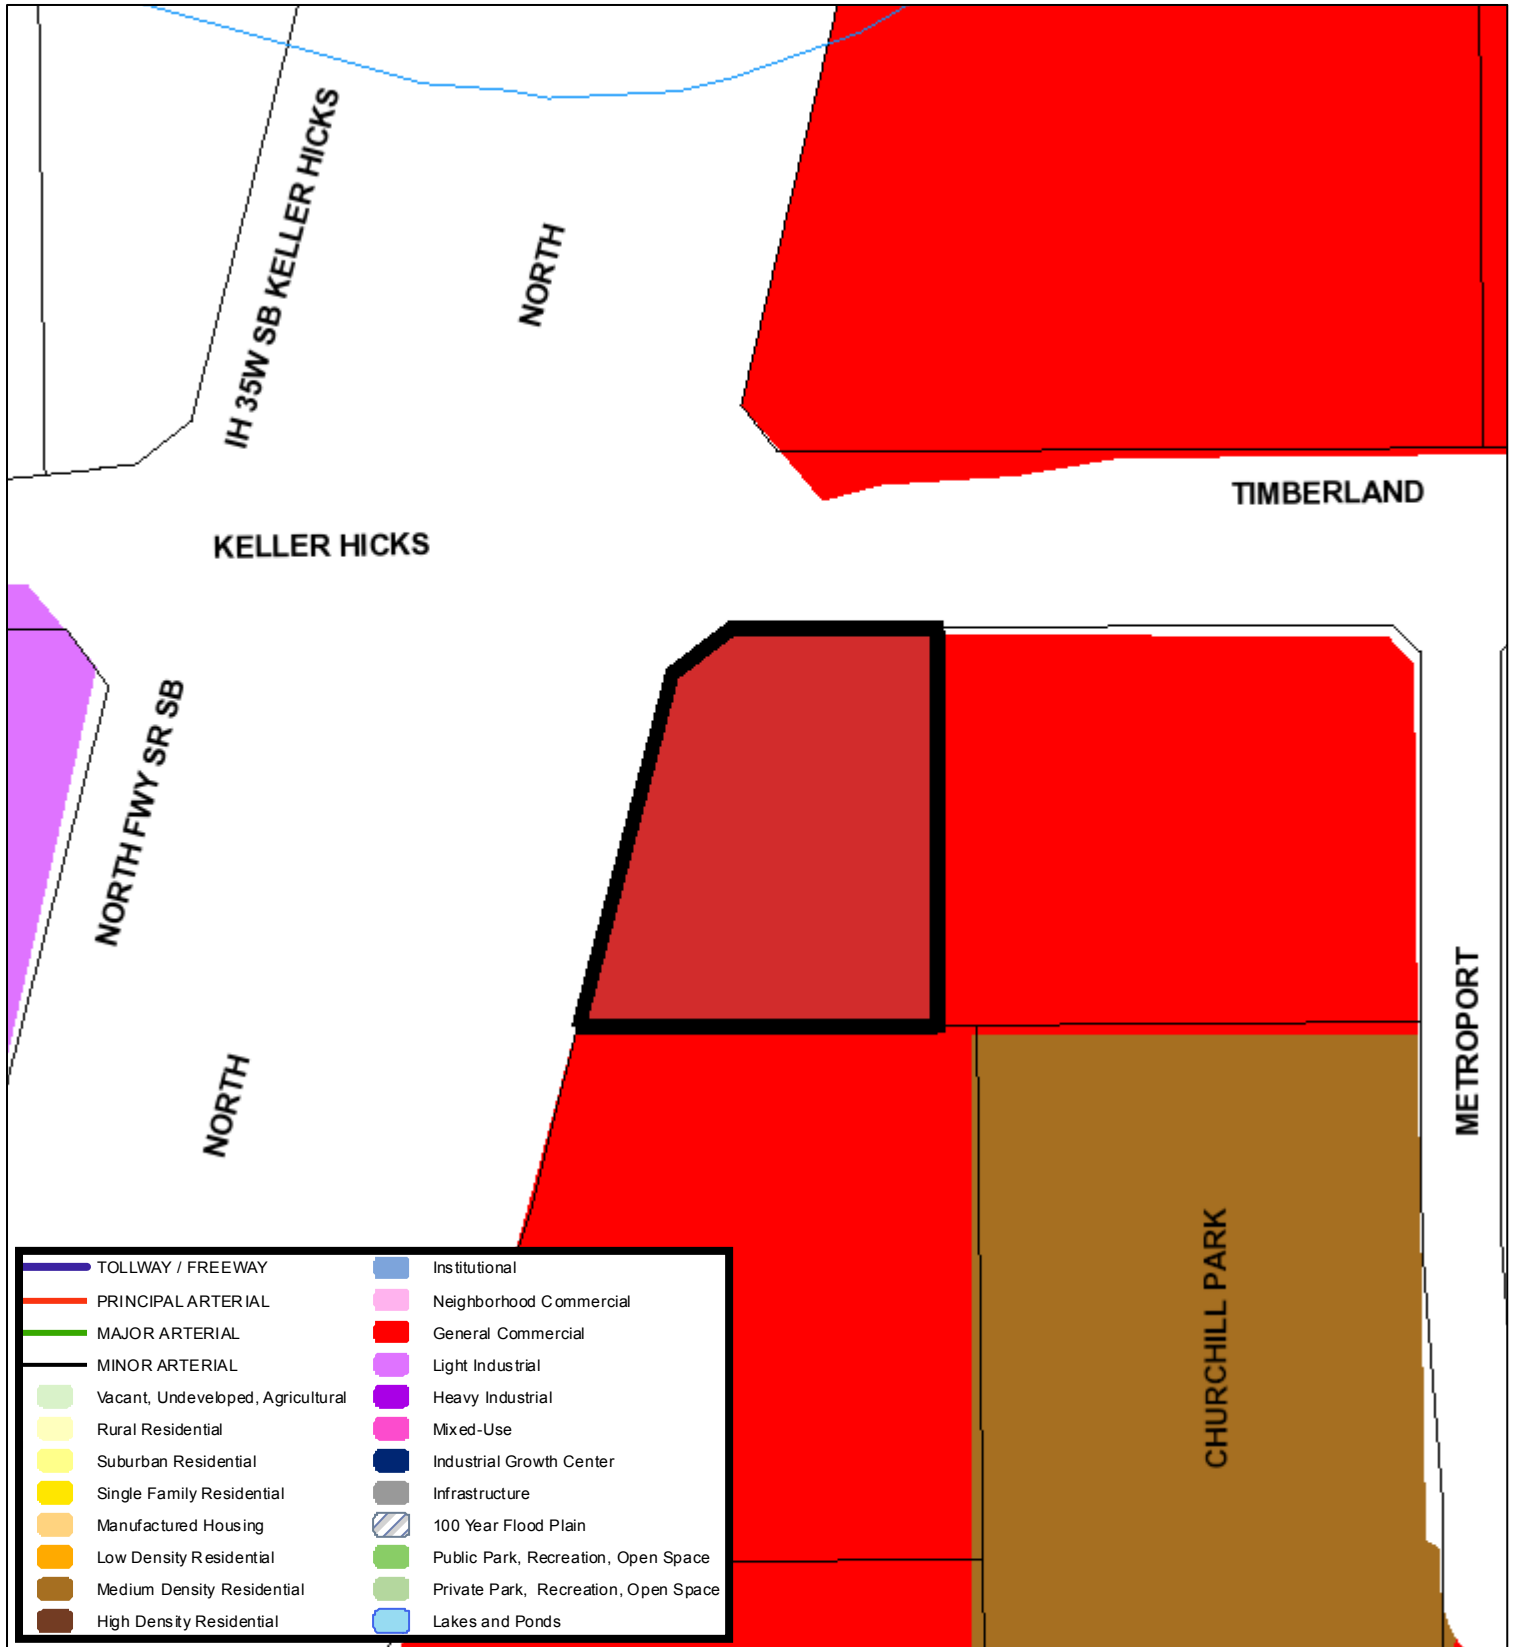 IH 35W SB KELLER HICKS
NORTH
TIMBERLAND
KELLER HICKS
NORTH FWY SR SB
METROPORT
NORTH
CHURCHILL PARK
TOLLWAY / FREEWAY
PRINCIPAL ARTERIAL
MAJOR ARTERIAL
MINOR ARTERIAL
Vacant, Undeveloped, Agricultural
Rural Residential
Suburban Residential
Single Family Residential
Manufactured Housing
Low Density Residential
Medium Density Residential
High Density Residential
Institutional
Neighborhood Commercial
General Commercial
Light Industrial
Heavy Industrial
Mixed-Use
Industrial Growth Center
Infrastructure
100 Year Flood Plain
Public Park, Recreation, Open Space
Private Park, Recreation, Open Space
Lakes and Ponds